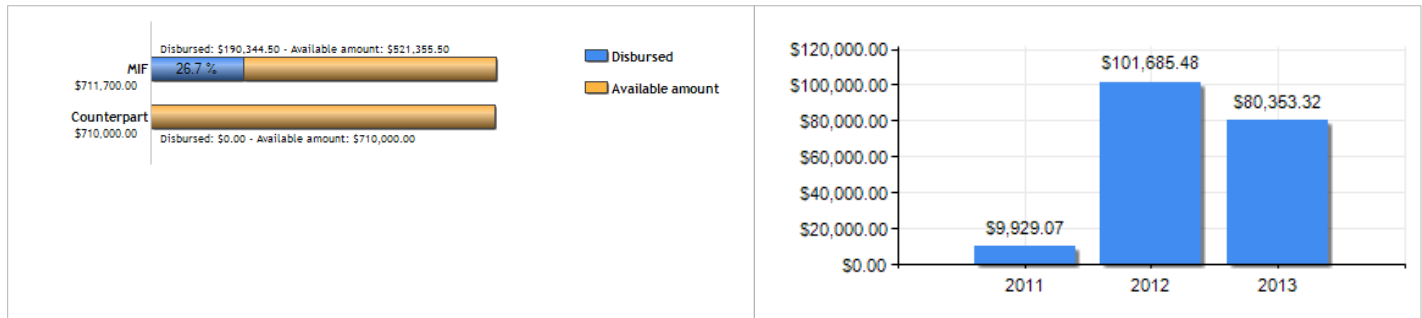 Disbursed: $190,344.50 - Available amount: $521,355.50
MIF
26.7 %
$711,700.00
Counterpart
$710,000.00
Disbursed: $0.00 - Available amount: $710,000.00
Disbursed
Available amount
$120,000.00
$100,000.00
$80,000.00
$60,000.00
$40,000.00
$20,000.00
$0.00
$9,929.07
$101,685.48
$80,353.32
2011
2012
2013